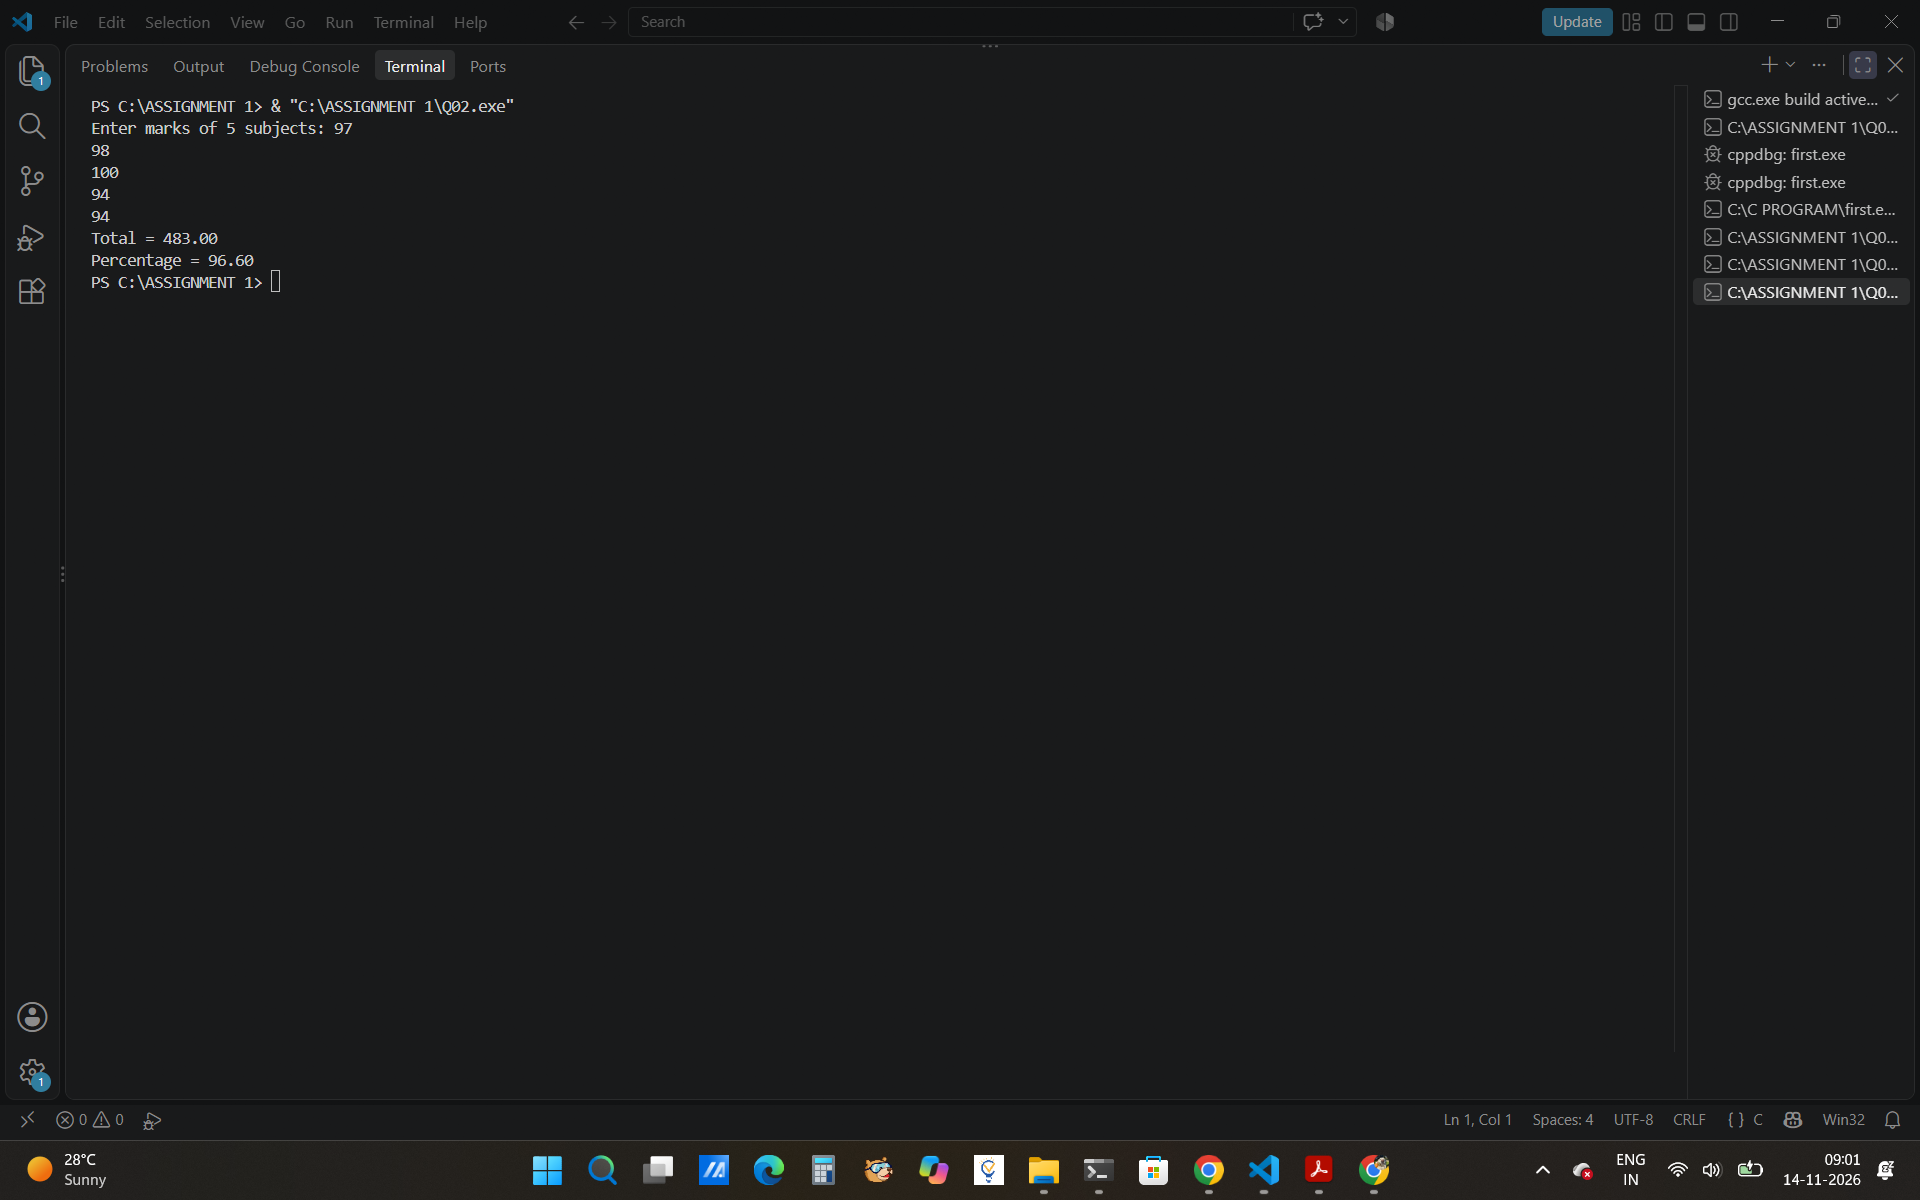 File Edit Selection View Go Run Terminal Help
Search
Update
Problems Output Debug Console Terminal Ports
PS C:\ASSIGNMENT 1> & "C:\ASSIGNMENT 1\Q02.exe"
Enter marks of 5 subjects: 97
98
100
94
94
Total = 483.00
Percentage = 96.60
PS C:\ASSIGNMENT 1>
gcc.exe build active...
C:\ASSIGNMENT 1\Q0...
cppdbg: first.exe
cppdbg: first.exe
C:\C PROGRAM\first.e...
C:\ASSIGNMENT 1\Q0...
C:\ASSIGNMENT 1\Q0...
C:\ASSIGNMENT 1\Q0...
1
1
0 0
Ln 1, Col 1 Spaces: 4 UTF-8 CRLF { } C Win32
28°C
Sunny
ENG
IN
09:01
14-11-2026